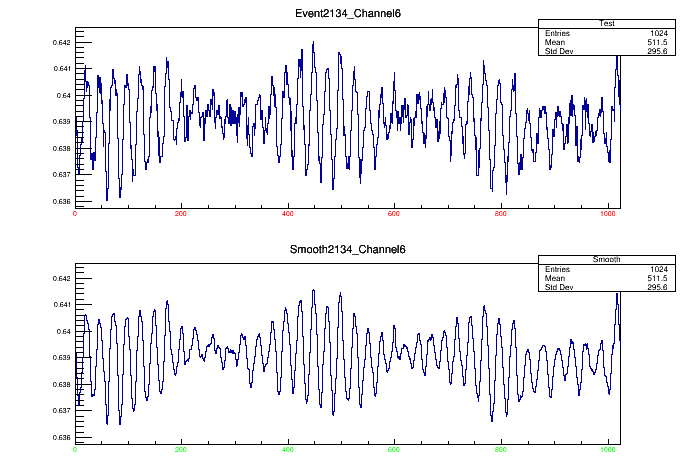 Event2134_Channel6
Test
Entries 1024
Mean 511.5
Std Dev 295.6
0.642
0.641
0.64
0.639
0.638
0.637
0.636
0 200 400 600 800 1000
Smooth2134_Channel6
Smooth
Entries 1024
Mean 511.5
Std Dev 295.6
0.642
0.641
0.64
0.639
0.638
0.637
0.636
0 200 400 600 800 1000